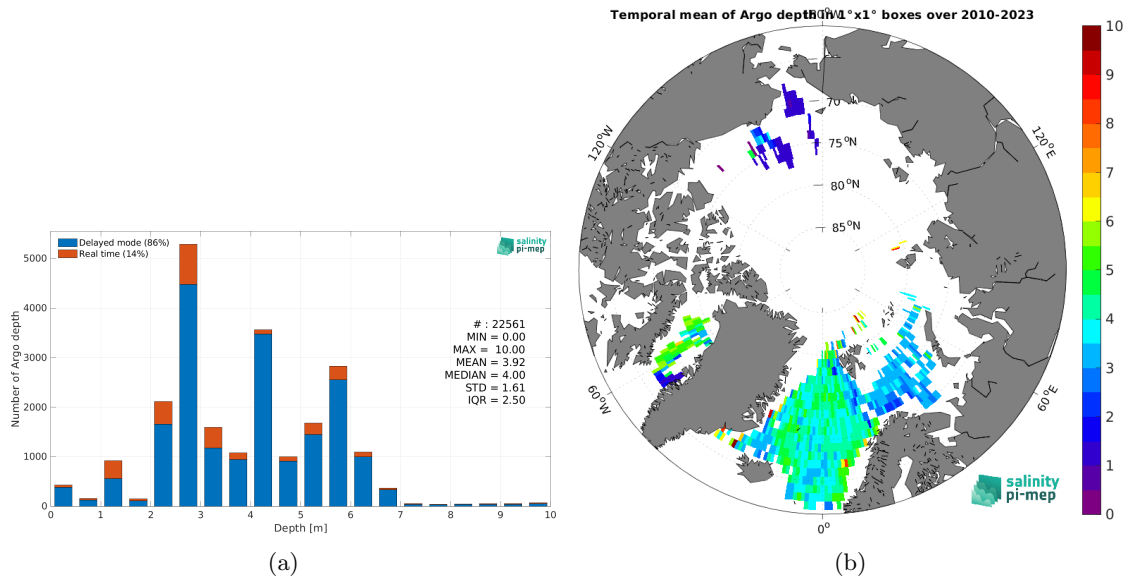 Temporal mean of Argo depth in 1°x1° boxes over 2010-2023
180°W
10
9
8
7
6
5
4
3
2
1
0
120°W
120°E
70
75°N
80°N
85°N
60°W
60°E
0°
salinity
pi-mep
Delayed mode (86%)
Real time (14%)
salinity
pi-mep
# : 22561
MIN = 0.00
MAX = 10.00
MEAN = 3.92
MEDIAN = 4.00
STD = 1.61
IQR = 2.50
Number of Argo depth
5000
4000
3000
2000
1000
0
0 1 2 3 4 5 6 7 8 9 10
Depth [m]
(a)
(b)